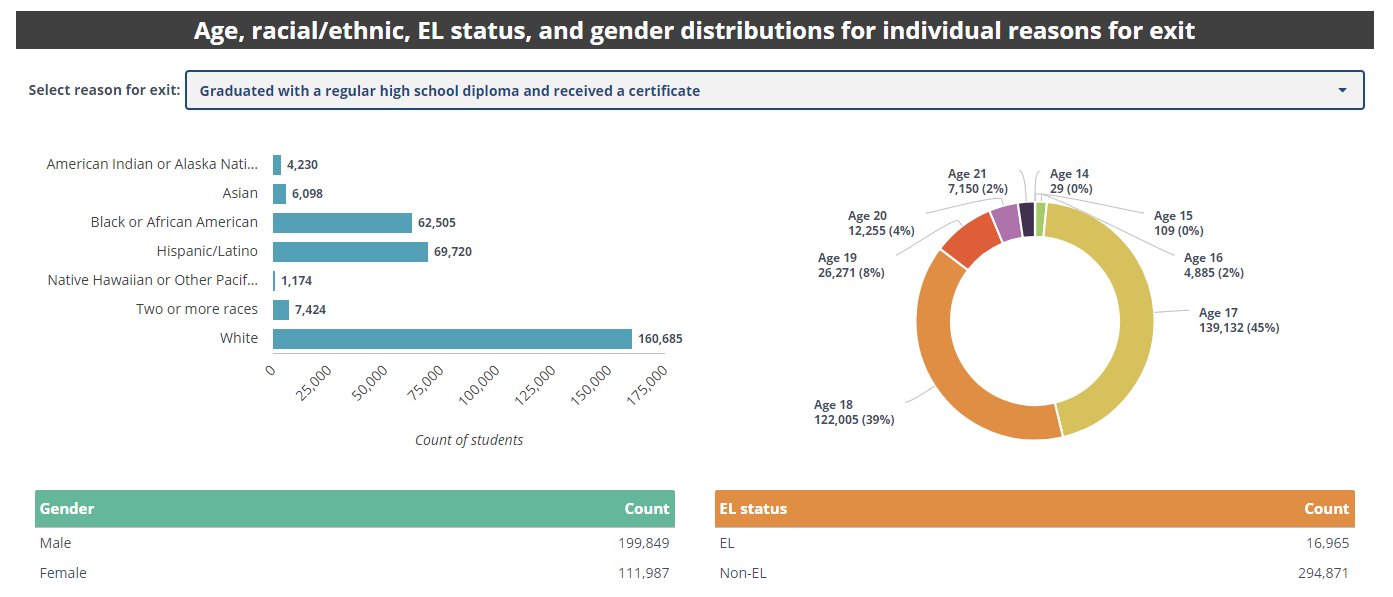 Age, racial/ethnic, EL status, and gender distributions for individual reasons for exit
Select reason for exit:
Graduated with a regular high school diploma and received a certificate
American Indian or Alaska Nati...
4,230
Asian
6,098
Black or African American
62,505
Hispanic/Latino
69,720
Native Hawaiian or Other Pacif...
1,174
Two or more races
7,424
White
160,685
0
25,000
50,000
75,000
100,000
125,000
150,000
175,000
Count of students
Age 21
7,150 (2%)
Age 14
29 (0%)
Age 20
12,255 (4%)
Age 15
109 (0%)
Age 19
26,271 (8%)
Age 16
4,885 (2%)
Age 17
139,132 (45%)
Age 18
122,005 (39%)
Gender Count
Male 199,849
Female 111,987
EL status Count
EL 16,965
Non-EL 294,871